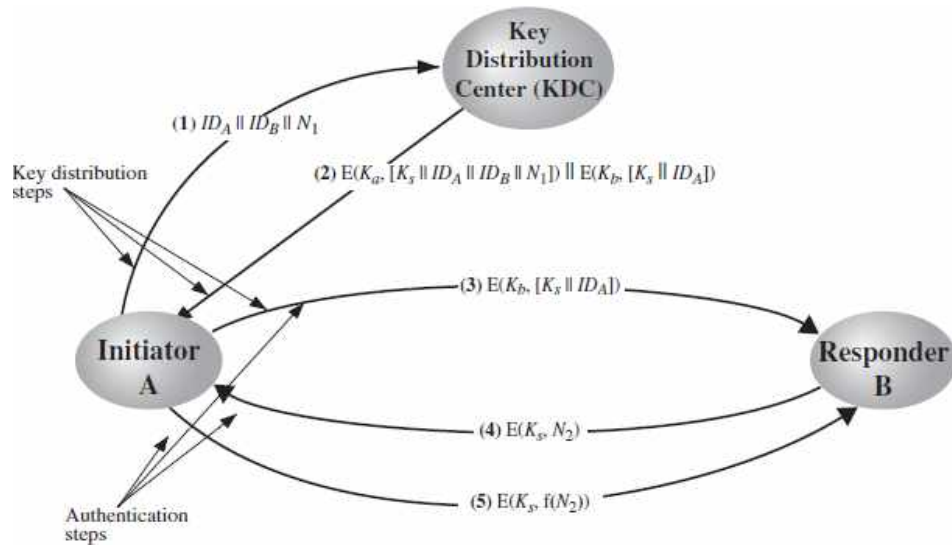 Key
Distribution
Center (KDC)
(1) ID_A || ID_B || N_1
Key distribution
steps
(2) E(K_a, [K_s || ID_A || ID_B || N_1]) || E(K_b, [K_s || ID_A])
(3) E(K_b, [K_s || ID_A])
Initiator
A
Responder
B
(4) E(K_s, N_2)
(5) E(K_s, f(N_2))
Authentication
steps